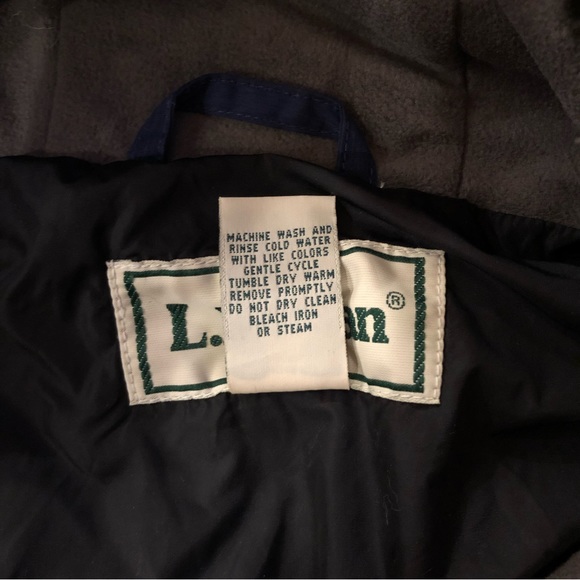 MACHINE WASH AND
RINSE COLD WATER
WITH LIKE COLORS
GENTLE CYCLE
TUMBLE DRY WARM
REMOVE PROMPTLY
DO NOT DRY CLEAN
BLEACH IRON
OR STEAM
L. an®